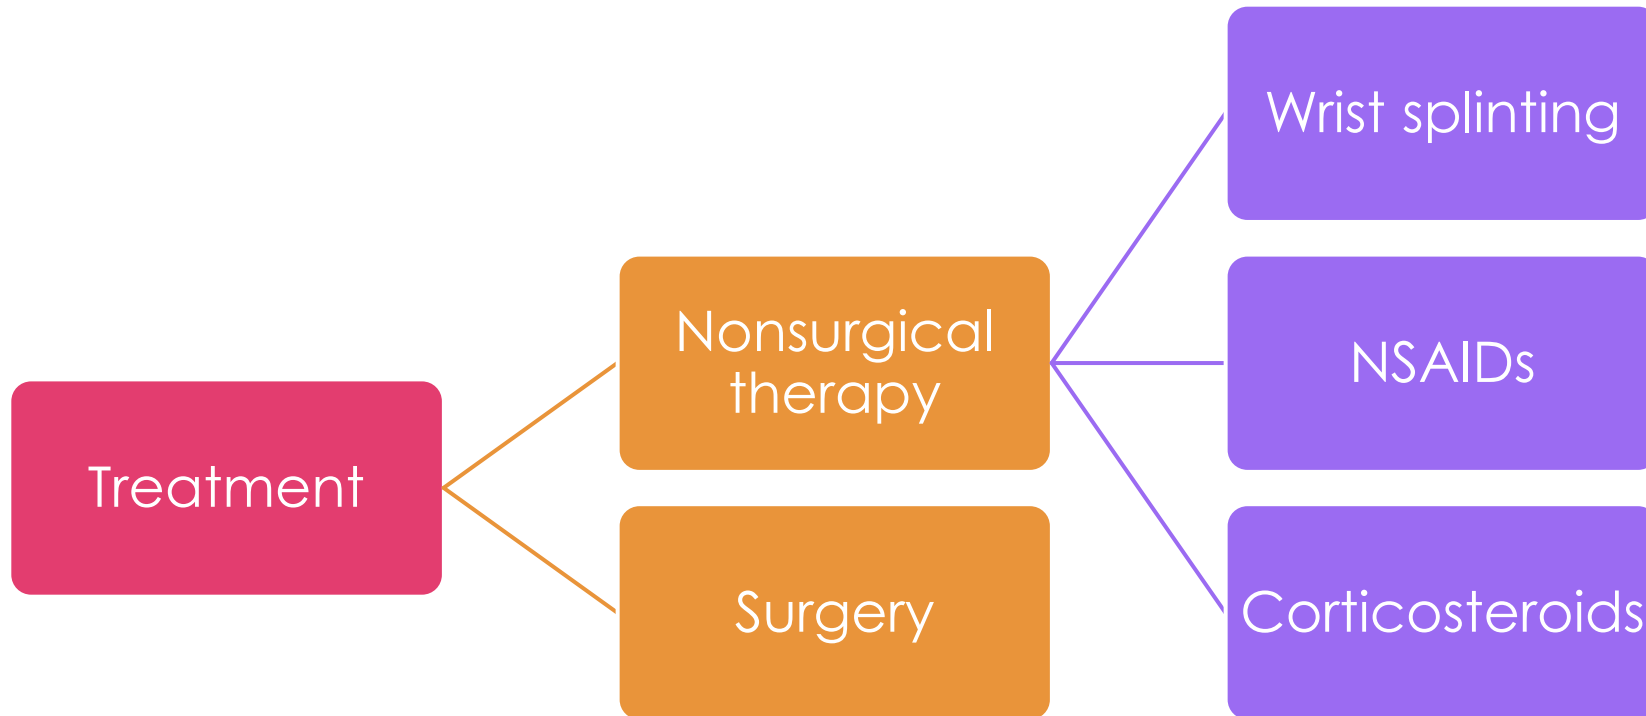 Treatment
Nonsurgical
therapy
Surgery
Wrist splinting
NSAIDs
Corticosteroids